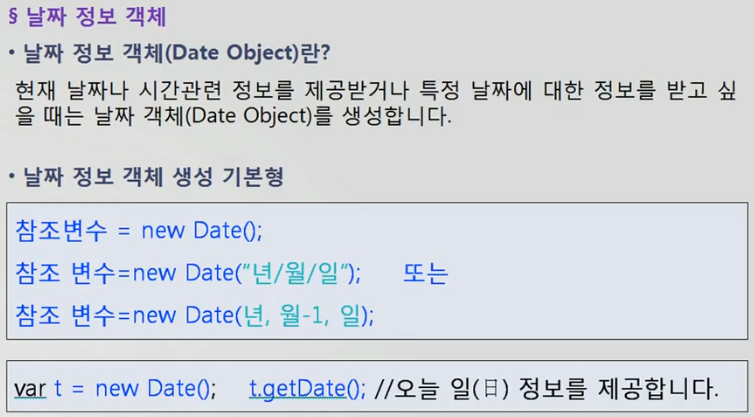 § 날짜 정보 객체
• 날짜 정보 객체(Date Object)란?
현재 날짜나 시간관련 정보를 제공받거나 특정 날짜에 대한 정보를 받고 싶
을 때는 날짜 객체(Date Object)를 생성합니다.
• 날짜 정보 객체 생성 기본형
참조변수 = new Date();
참조 변수=new Date(“년/월/일”); 또는
참조 변수=new Date(년, 월-1, 일);
var t = new Date(); t.getDate(); //오늘 일(日) 정보를 제공합니다.